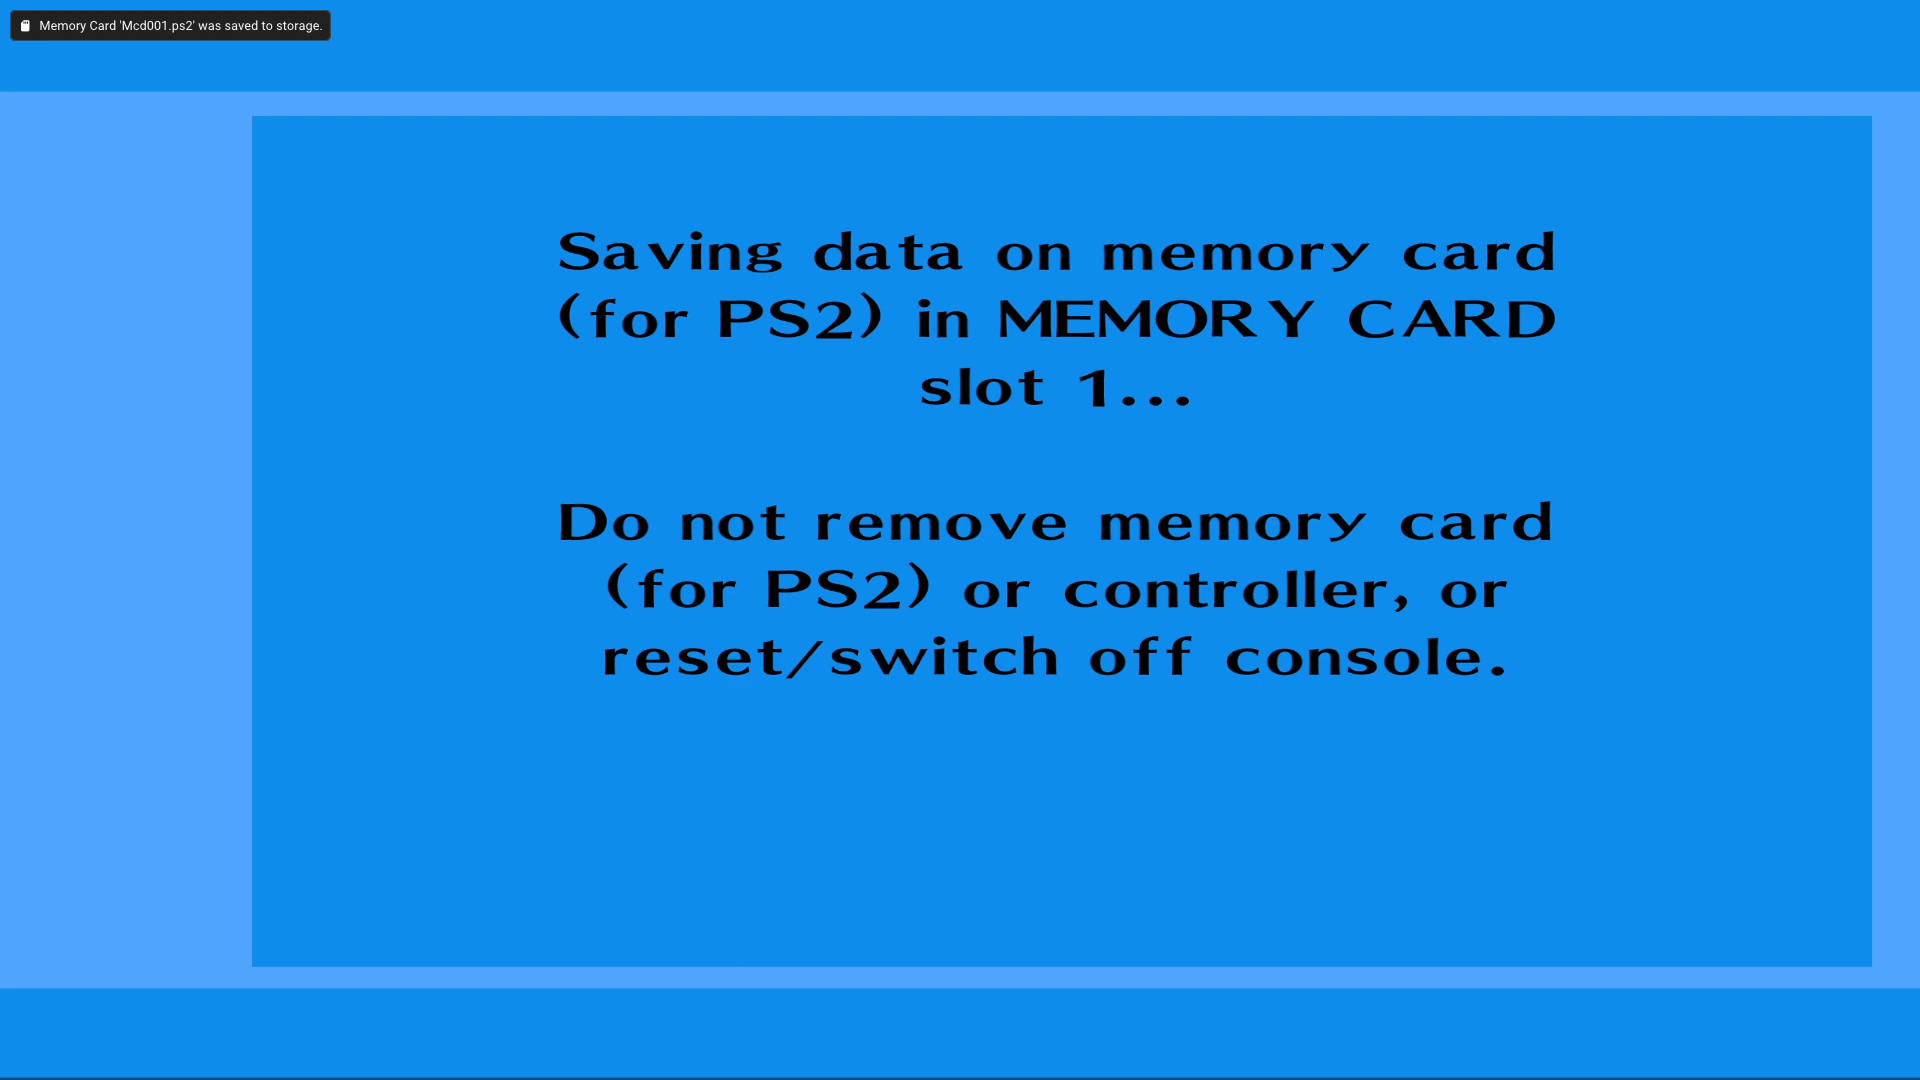 Memory Card 'Mcd001.ps2' was saved to storage.
Saving data on memory card
(for PS2) in MEMORY CARD
slot 1...
Do not remove memory card
(for PS2) or controller, or
reset/switch off console.